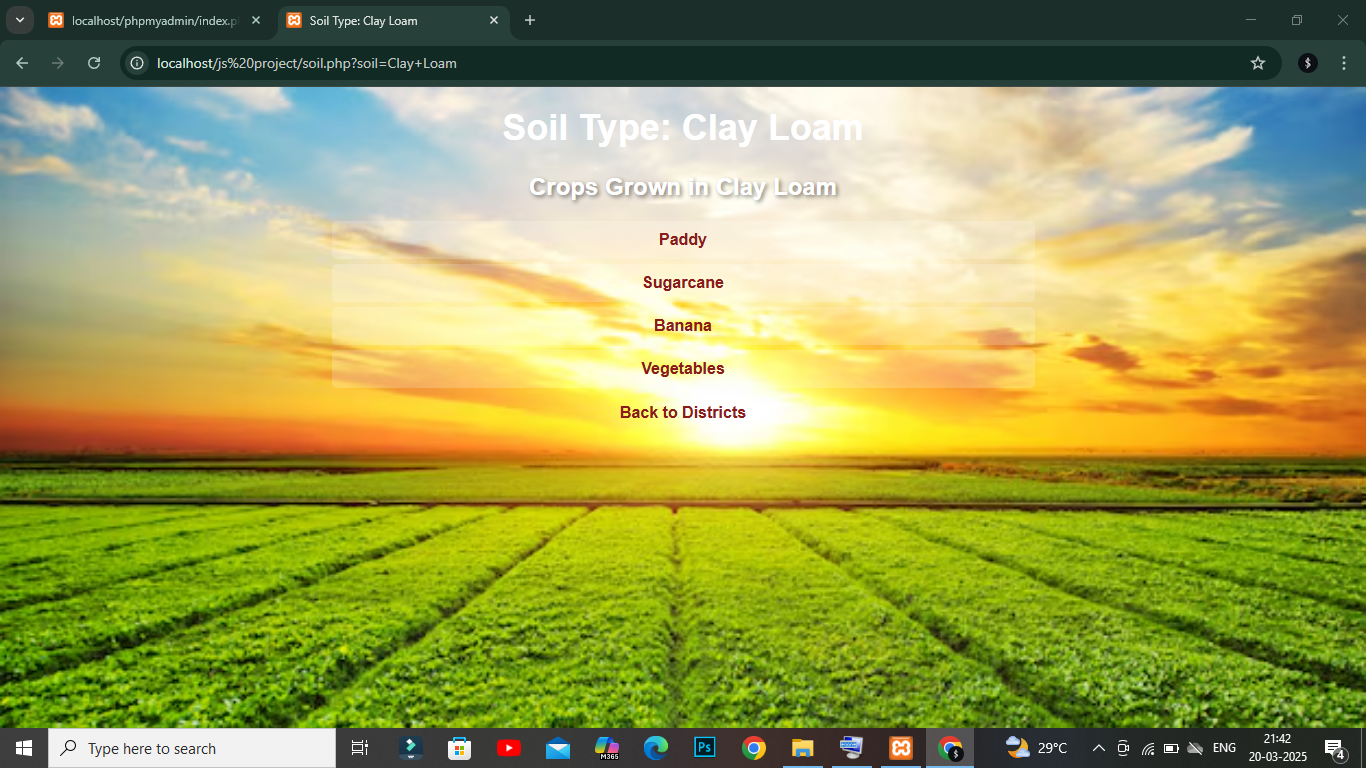 localhost/phpmyadmin/index.p
Soil Type: Clay Loam
localhost/js%20project/soil.php?soil=Clay+Loam
$
Soil Type: Clay Loam
Crops Grown in Clay Loam
Paddy
Sugarcane
Banana
Vegetables
Back to Districts
Type here to search
M365
Ps
$
29°C
ENG
21:42
20-03-2025
4